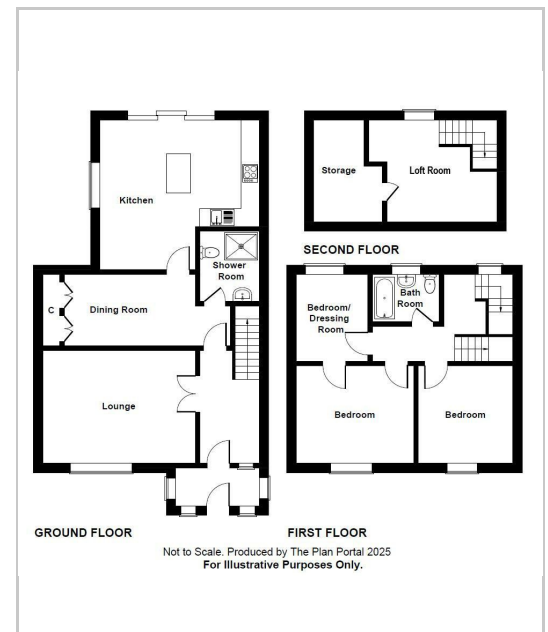 Kitchen
Shower
Room
C
Dining Room
Lounge
GROUND FLOOR
Storage
Loft Room
SECOND FLOOR
Bedroom/
Dressing
Room
Bath
Room
Bedroom
Bedroom
FIRST FLOOR
Not to Scale. Produced by The Plan Portal 2025
For Illustrative Purposes Only.